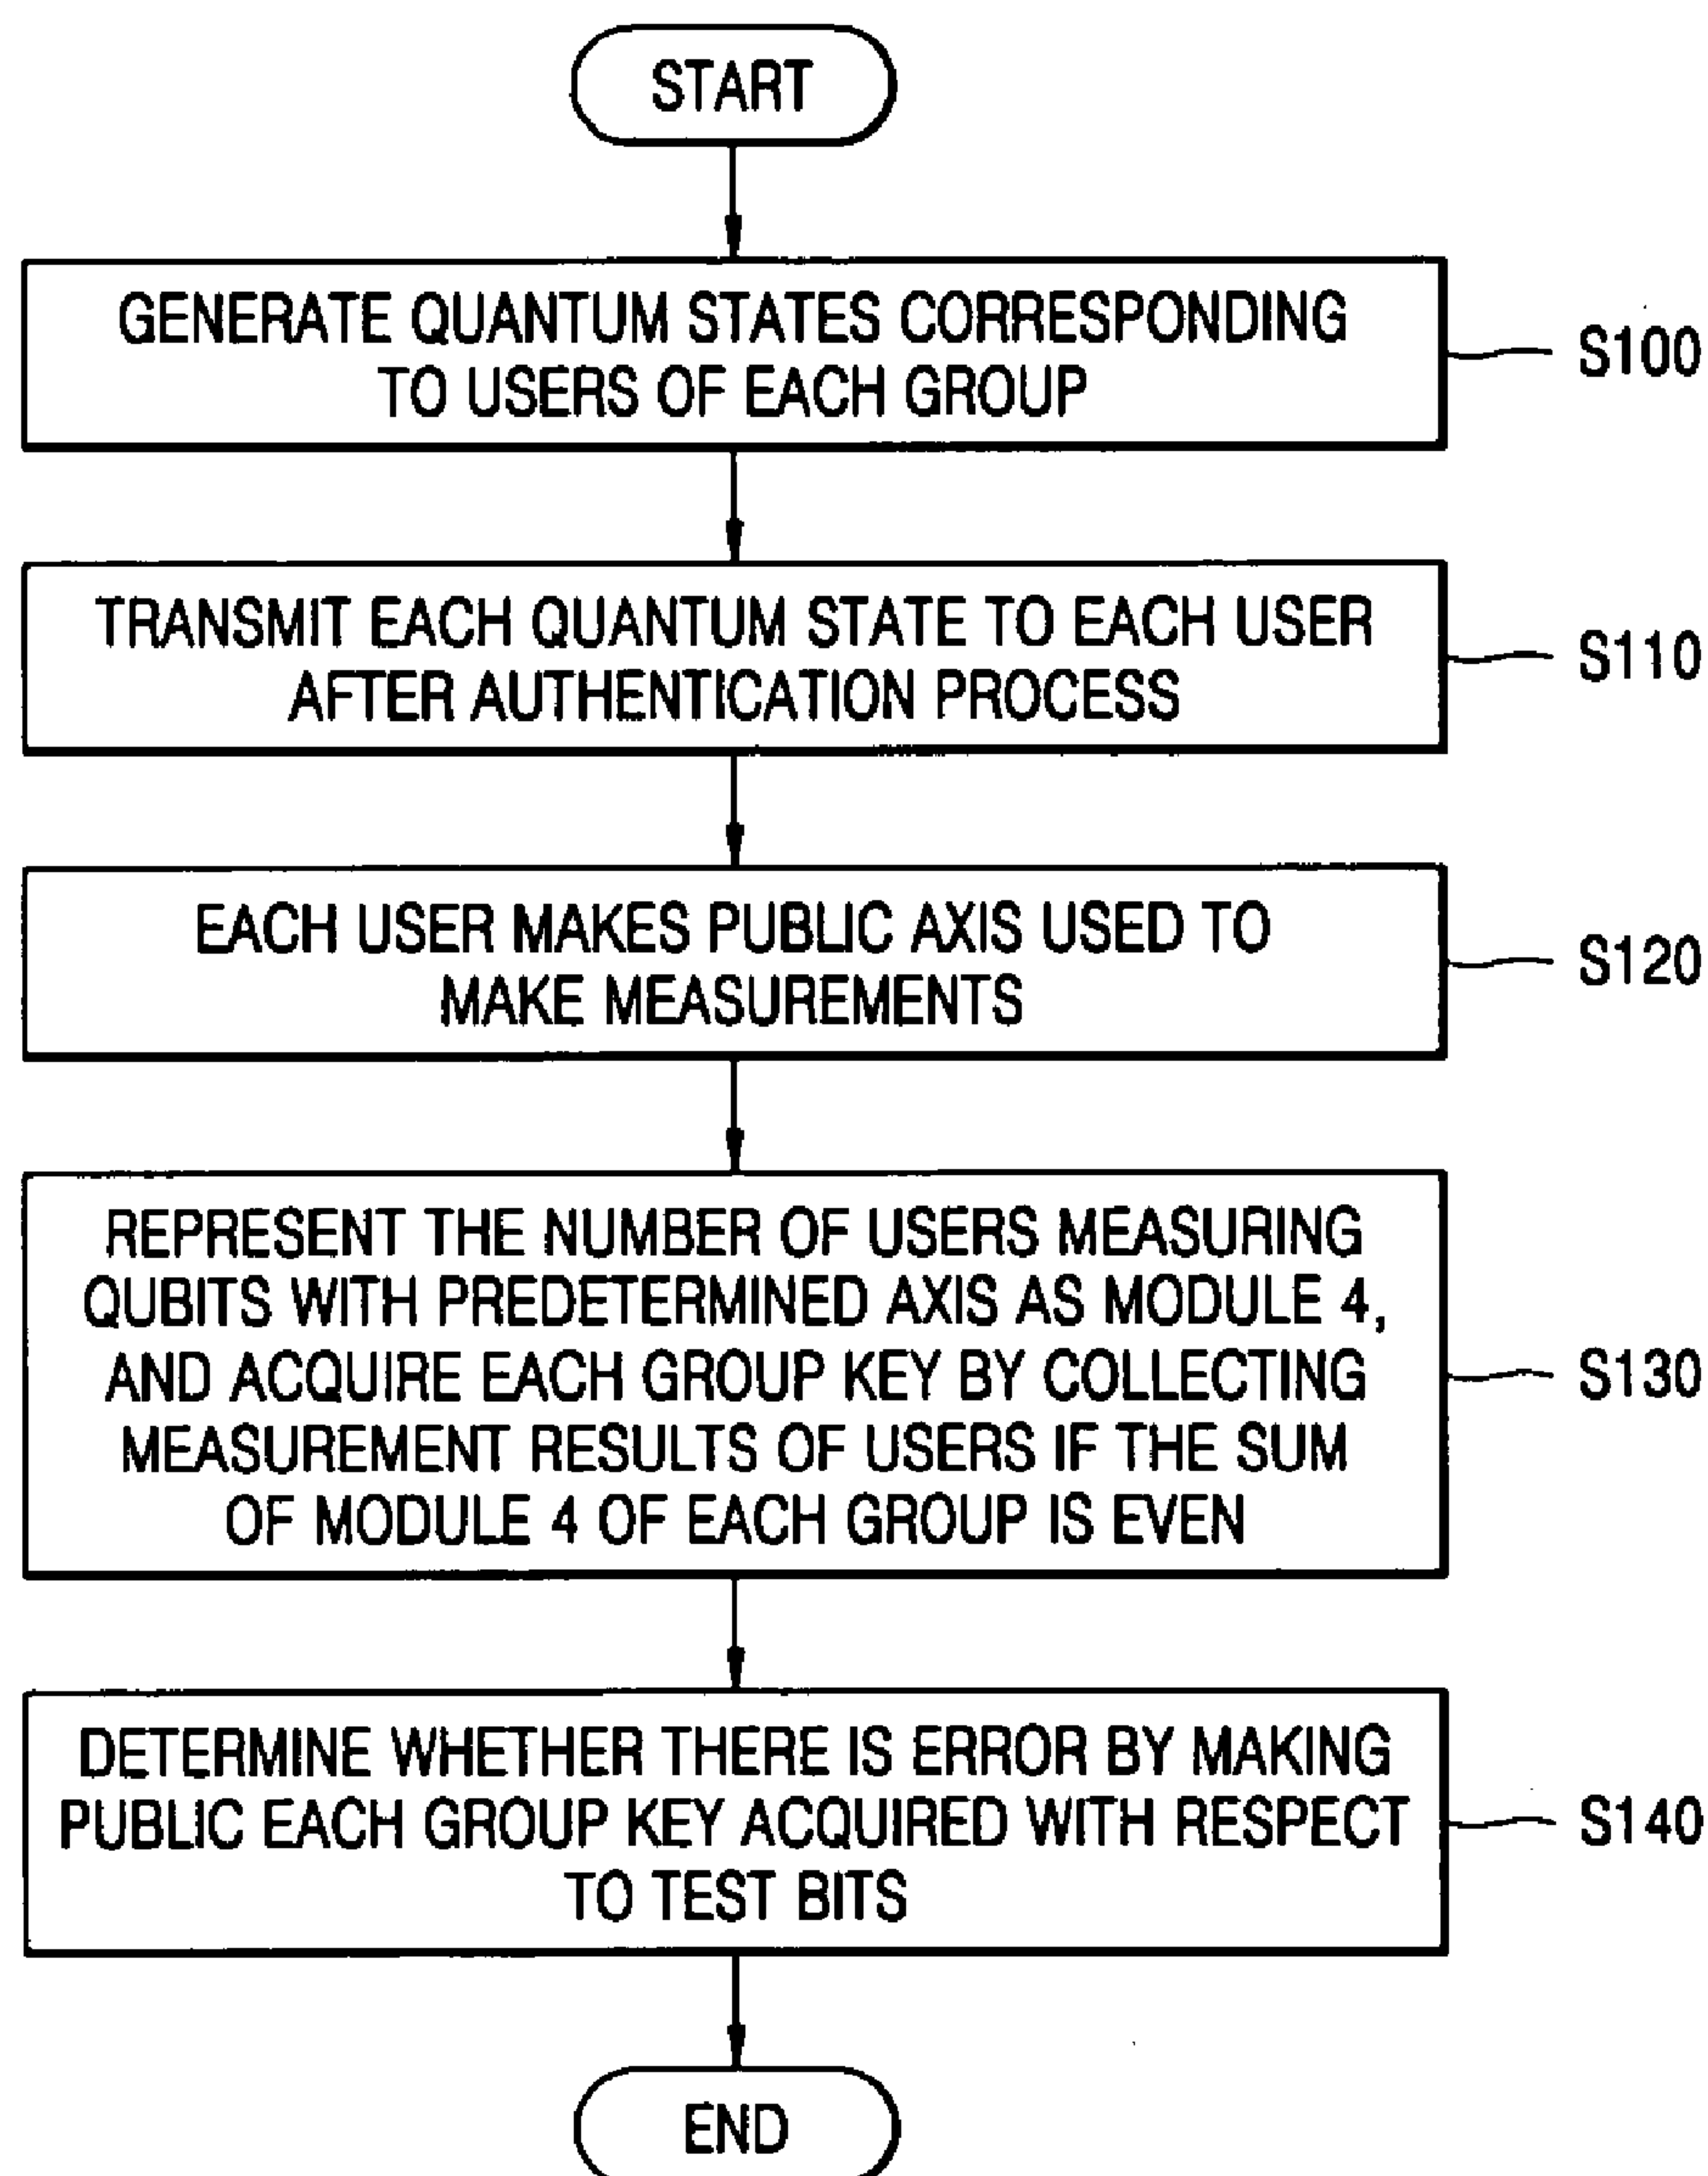 START
GENERATE QUANTUM STATES CORRESPONDING
TO USERS OF EACH GROUP
S100
TRANSMIT EACH QUANTUM STATE TO EACH USER
AFTER AUTHENTICATION PROCESS
S110
EACH USER MAKES PUBLIC AXIS USED TO
MAKE MEASUREMENTS
S120
REPRESENT THE NUMBER OF USERS MEASURING
QUBITS WITH PREDETERMINED AXIS AS MODULE 4,
AND ACQUIRE EACH GROUP KEY BY COLLECTING
MEASUREMENT RESULTS OF USERS IF THE SUM
OF MODULE 4 OF EACH GROUP IS EVEN
S130
DETERMINE WHETHER THERE IS ERROR BY MAKING
PUBLIC EACH GROUP KEY ACQUIRED WITH RESPECT
TO TEST BITS
S140
END